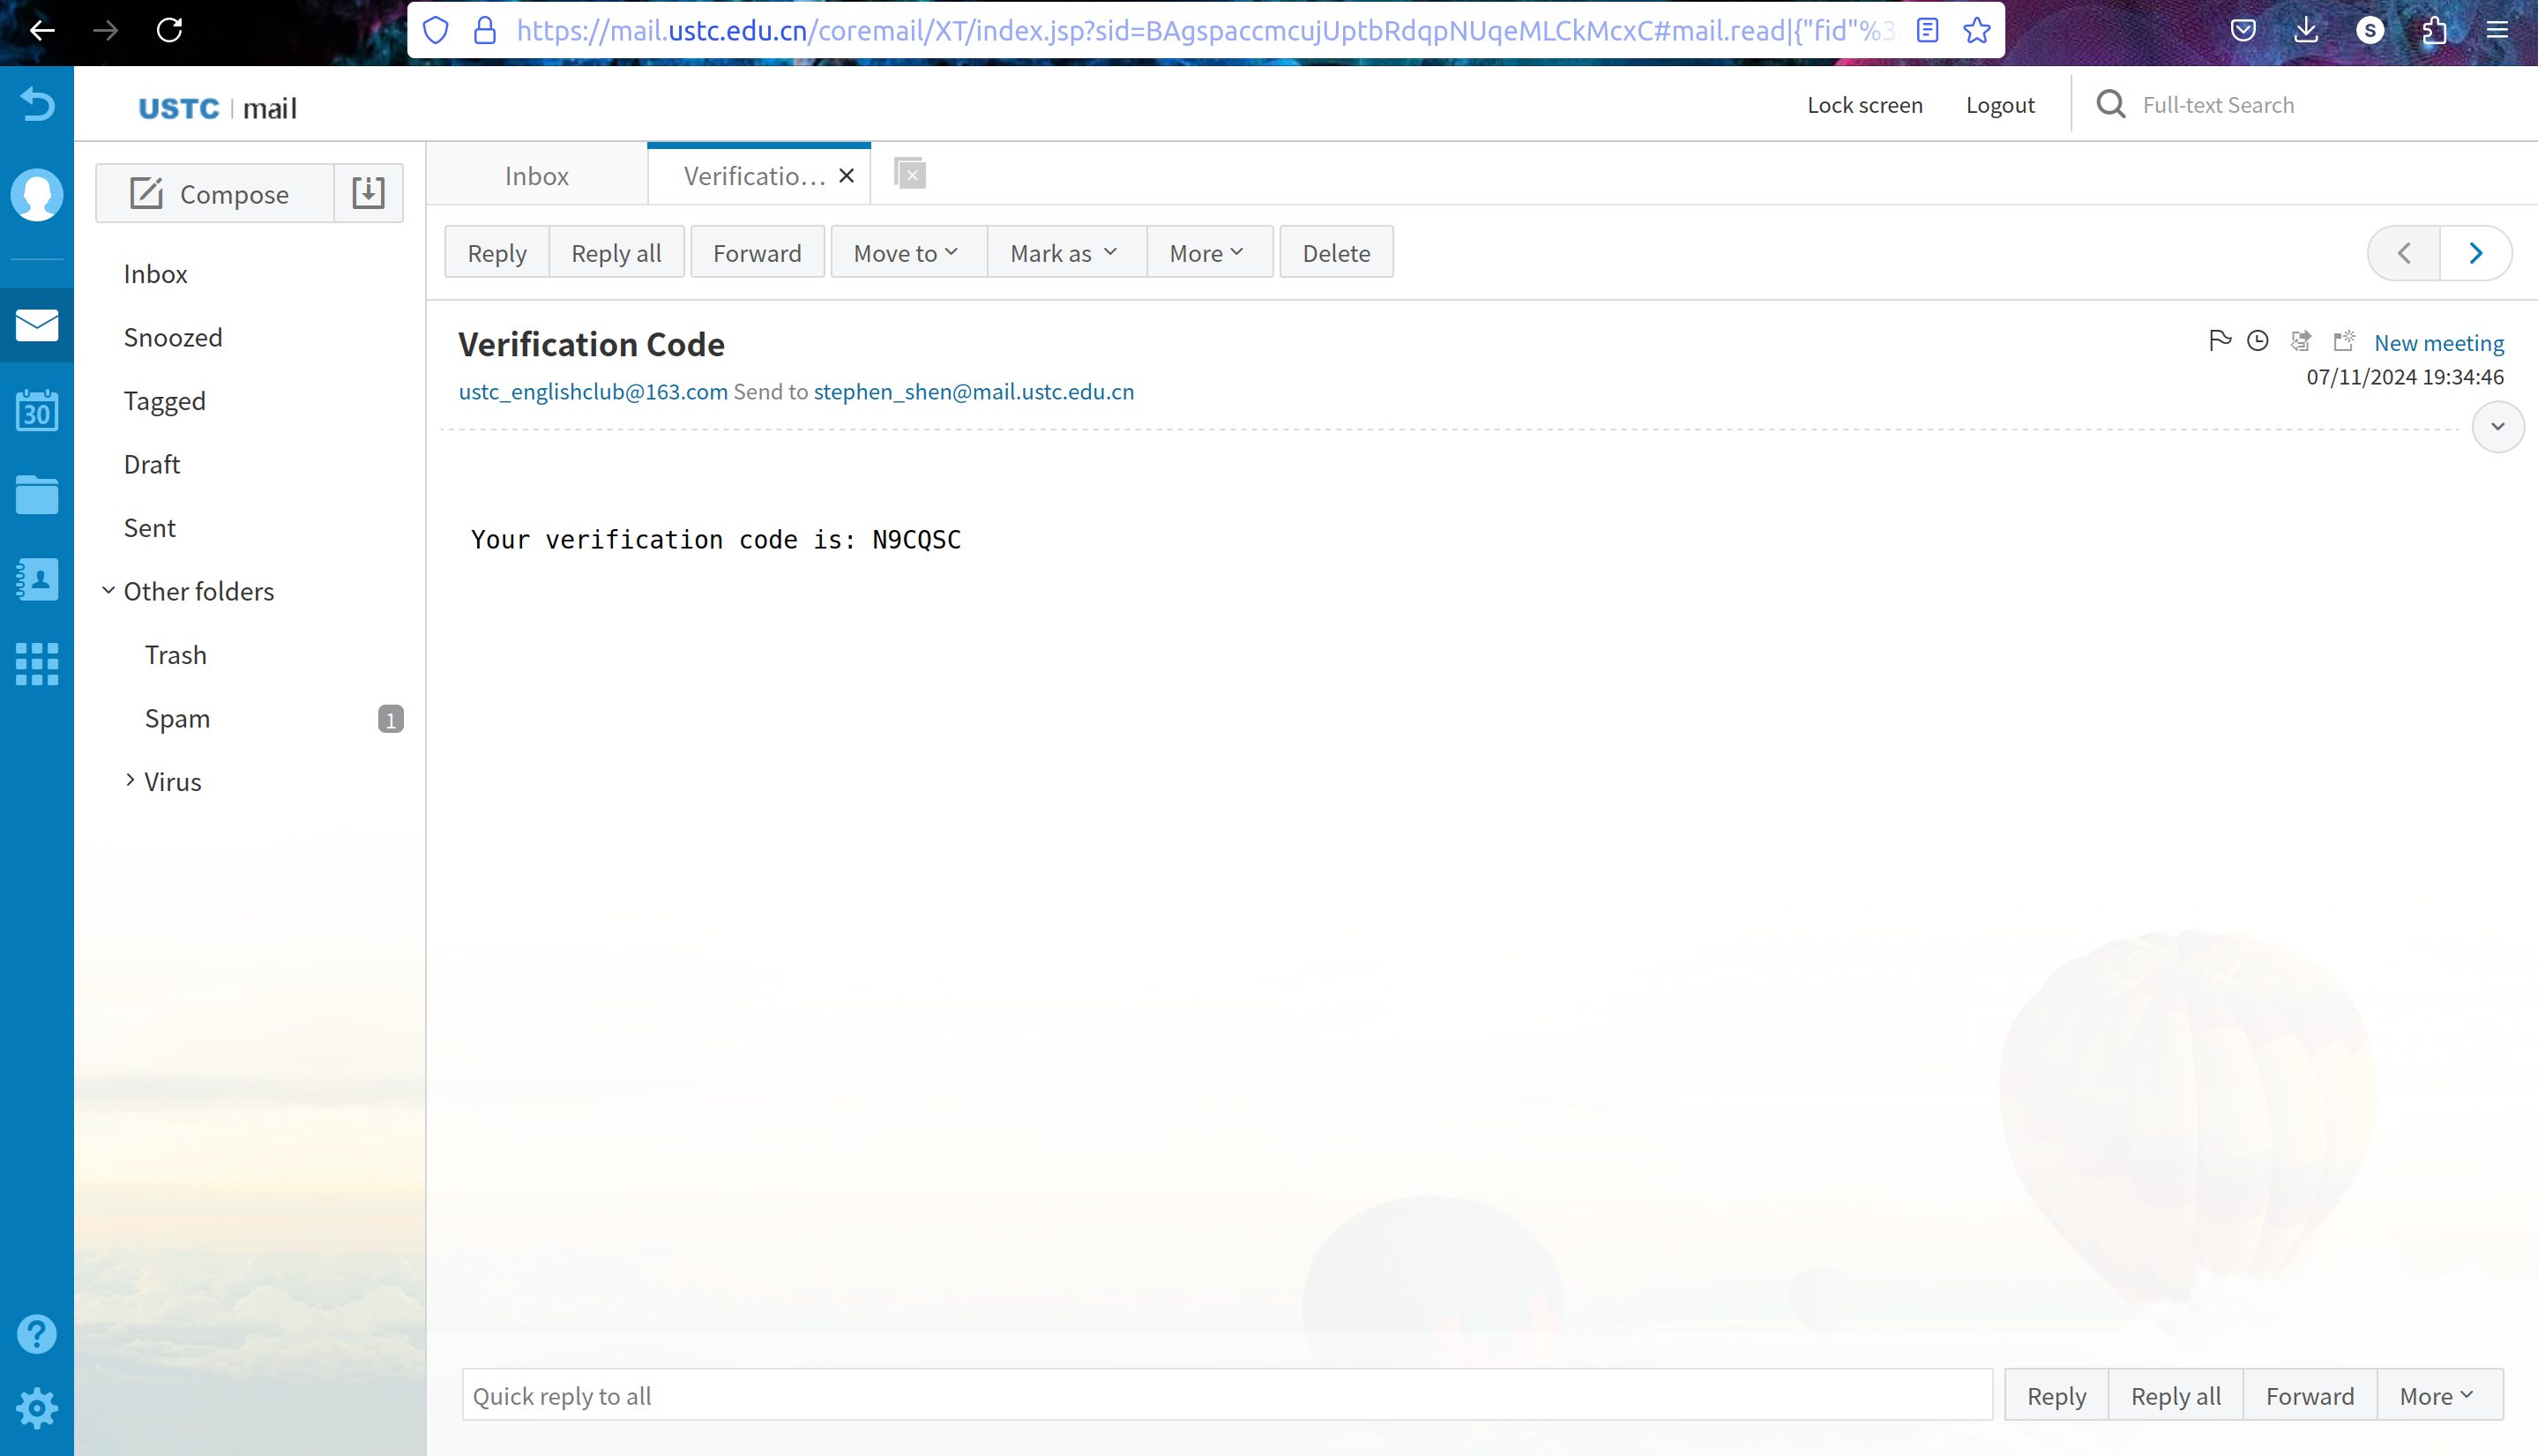 https://mail.ustc.edu.cn/coremail/XT/index.jsp?sid=BAgspaccmcujUptbRdqpNUqeMLCkMcxC#mail.read|{"fid"%3
S
5
USTC | mail
Lock screen Logout Full-text Search
Compose
Inbox Verificatio...
Reply Reply all Forward Move to Mark as More Delete
Inbox
Snoozed
Tagged
Draft
Sent
Other folders
Trash
Spam 1
Virus
30
Verification Code
New meeting
ustc_englishclub@163.com Send to stephen_shen@mail.ustc.edu.cn
07/11/2024 19:34:46
Your verification code is: N9CQSC
Quick reply to all Reply Reply all Forward More